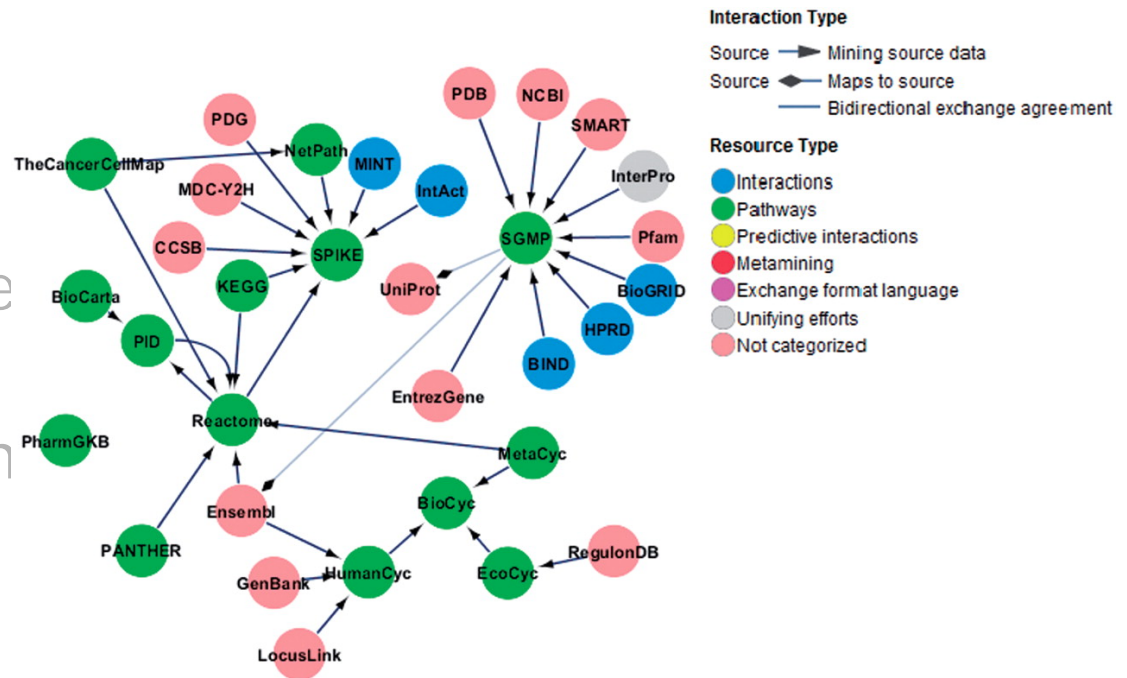 Interaction Type
Source Mining source data
Source Maps to source
Bidirectional exchange agreement
Resource Type
Interactions
Pathways
Predictive interactions
Metamining
Exchange format language
Unifying efforts
Not categorized
PDB
NCBI
SMART
PDG
NetPath
MINT
TheCancerCellMap
InterPro
MDC-Y2H
IntAct
CCSB
SPIKE
SGMP
Pfam
KEGG
UniProt
BioGRID
BioCarta
HPRD
PID
BIND
EntrezGene
Reactome
PharmGKB
MetaCyc
Ensembl
BioCyc
PANTHER
RegulonDB
GenBank
HumanCyc
EcoCyc
LocusLink
e
n